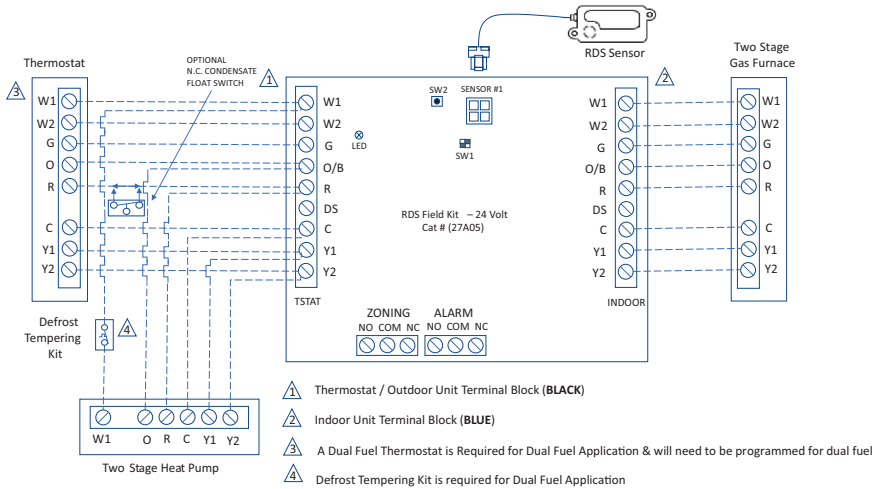 RDS Sensor
Two Stage
Gas Furnace
Thermostat
OPTIONAL
N.C. CONDENSATE
FLOAT SWITCH
3
1
2
W1
W2
G
O
R
C
Y1
Y2
W1
W2
G
O/B
R
DS
C
Y1
Y2
TSTAT
SW2
SENSOR #1
LED
SW1
RDS Field Kit – 24 Volt
Cat # (27A05)
ZONING
NO COM NC
ALARM
NO COM NC
W1
W2
G
O/B
R
DS
C
Y1
Y2
INDOOR
W1
W2
G
O
R
C
Y1
Y2
Defrost
Tempering
Kit
4
W1 O R C Y1 Y2
Two Stage Heat Pump
1 Thermostat / Outdoor Unit Terminal Block (BLACK)
2 Indoor Unit Terminal Block (BLUE)
3 A Dual Fuel Thermostat is Required for Dual Fuel Application & will need to be programmed for dual fuel
4 Defrost Tempering Kit is required for Dual Fuel Application